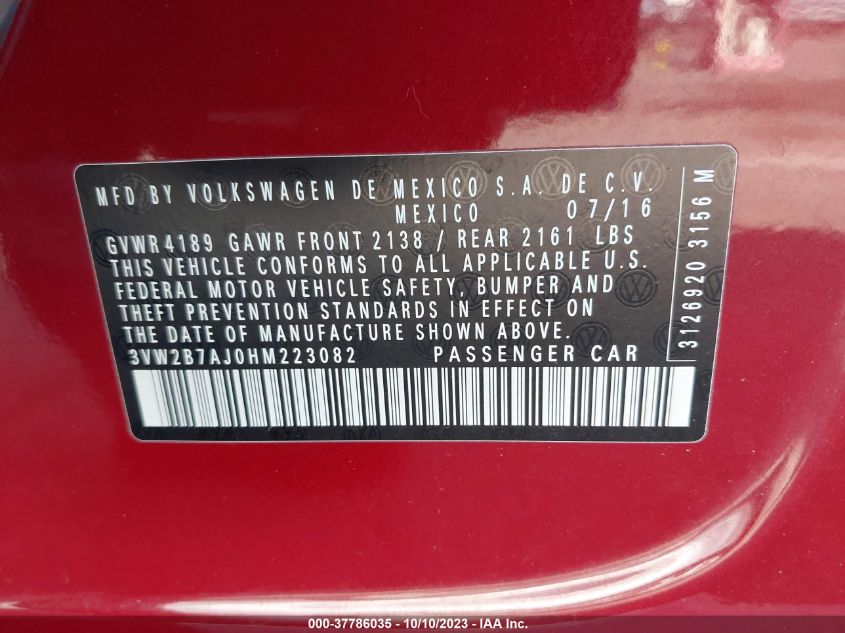 MFD BY VOLKSWAGEN DE MEXICO S.A. DE C.V.
MEXICO 07/16
GVWR 4189 GAWR FRONT 2138 / REAR 2161 LBS
THIS VEHICLE CONFORMS TO ALL APPLICABLE U.S.
FEDERAL MOTOR VEHICLE SAFETY, BUMPER AND
THEFT PREVENTION STANDARDS IN EFFECT ON
THE DATE OF MANUFACTURE SHOWN ABOVE.
3VW2B7AJ0HM223082 PASSENGER CAR
3126920 3156 M
000-37786035 - 10/10/2023 - IAA Inc.